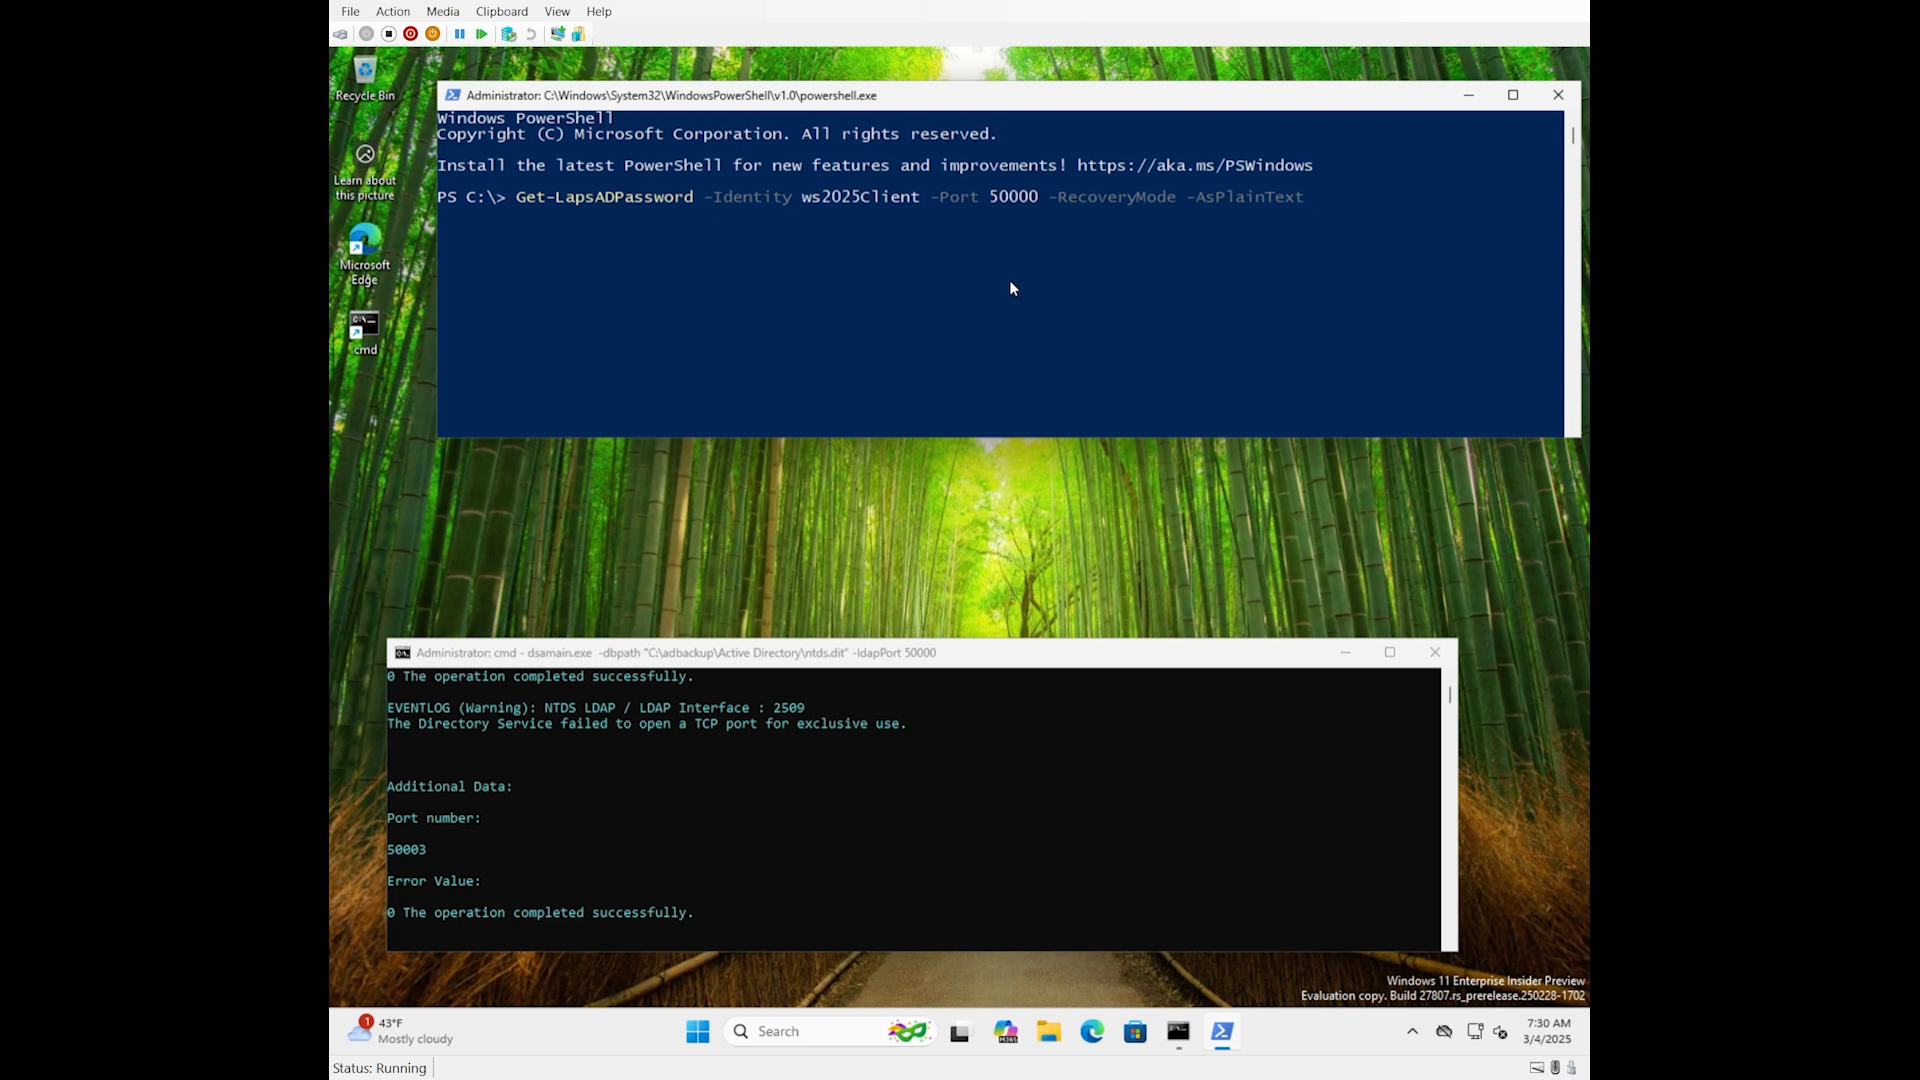 File Action Media Clipboard View Help
Recycle Bin
Learn about
this picture
Microsoft
Edge
cmd
Administrator: C:\Windows\System32\WindowsPowerShell\v1.0\powershell.exe
Windows PowerShell
Copyright (C) Microsoft Corporation. All rights reserved.
Install the latest PowerShell for new features and improvements! https://aka.ms/PSWindows
PS C:\> Get-LapsADPassword -Identity ws2025Client -Port 50000 -RecoveryMode -AsPlainText
Administrator: cmd - dsamain.exe -dbpath "C:\adbackup\Active Directory\ntds.dit" -ldapPort 50000
0 The operation completed successfully.
EVENTLOG (Warning): NTDS LDAP / LDAP Interface : 2509
The Directory Service failed to open a TCP port for exclusive use.
Additional Data:
Port number:
50003
Error Value:
0 The operation completed successfully.
Windows 11 Enterprise Insider Preview
Evaluation copy. Build 27807.rs_prerelease.250228-1702
1
43°F
Mostly cloudy
Search
M365
7:30 AM
3/4/2025
Status: Running